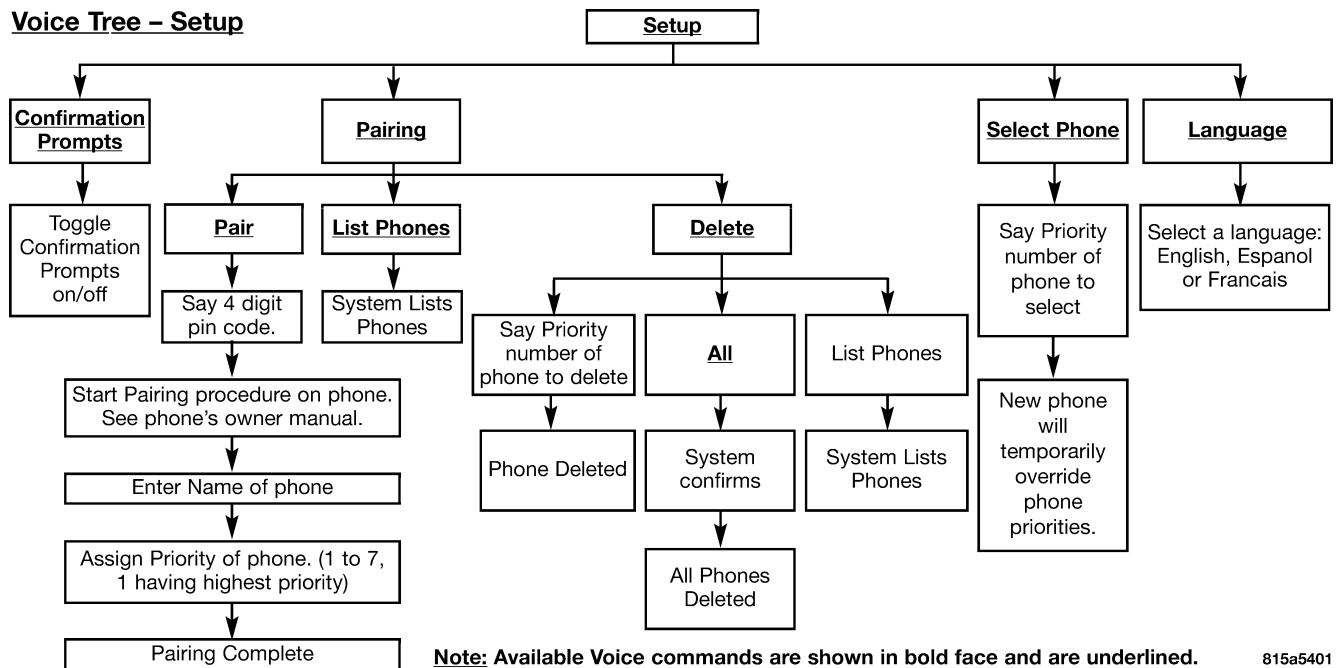 Voice Tree – Setup
Setup
Confirmation
Prompts
Pairing
Select Phone
Language
Toggle
Confirmation
Prompts
on/off
Pair
List Phones
Delete
Say Priority
number of
phone to
select
Select a language:
English, Espanol
or Francais
Say 4 digit
pin code.
System Lists
Phones
Say Priority
number of
phone to delete
All
List Phones
Start Pairing procedure on phone.
See phone's owner manual.
New phone
will
temporarily
override
phone
priorities.
Phone Deleted
System
confirms
System Lists
Phones
Enter Name of phone
Assign Priority of phone. (1 to 7,
1 having highest priority)
All Phones
Deleted
Pairing Complete
Note: Available Voice commands are shown in bold face and are underlined.
815a5401